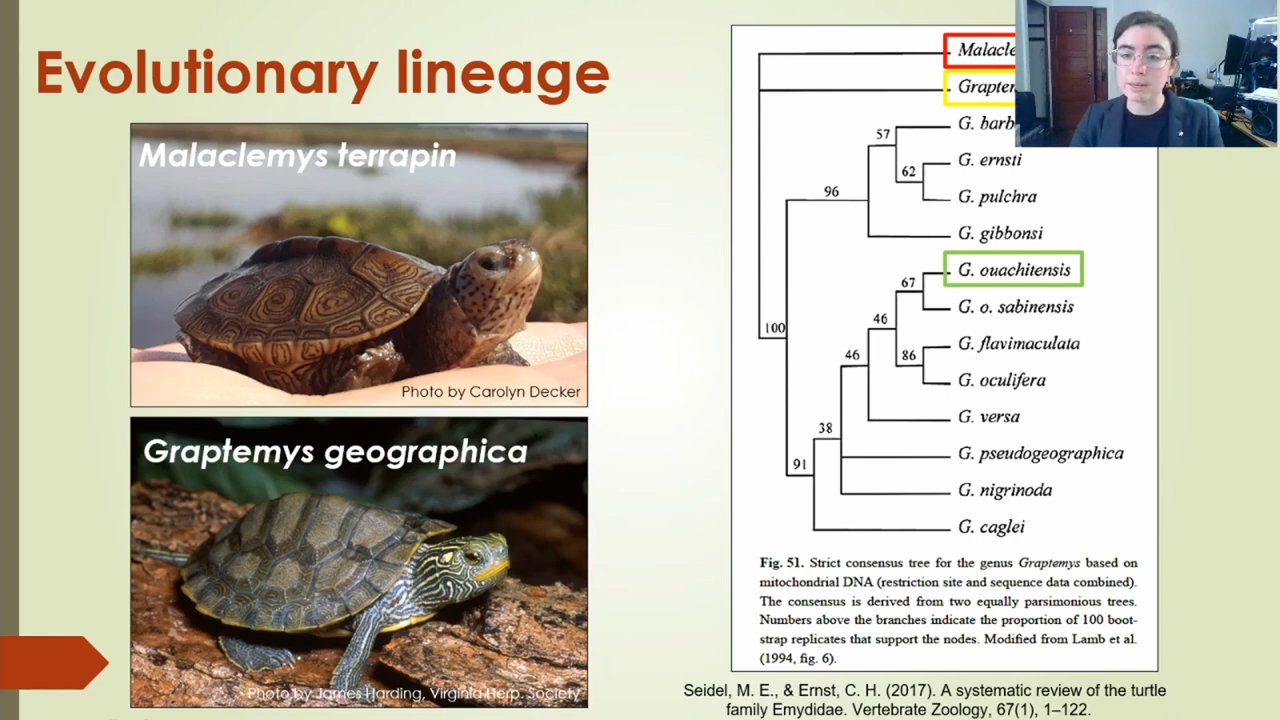 Evolutionary lineage
Malaclemys terrapin
Photo by Carolyn Decker
Graptemys geographica
Photo by James Harding, Virginia Herp. Society
G. ernsti
G. pulchra
G. gibbonsi
G. ouachitensis
G. o. sabinensis
G. flavimaculata
G. oculifera
G. versa
G. pseudogeographica
G. nigrinoda
G. caglei
57
62
96
67
46
86
46
38
100
91
Fig. 51. Strict consensus tree for the genus Graptemys based on
mitochondrial DNA (restriction site and sequence data combined).
The consensus is derived from two equally parsimonious trees.
Numbers above the branches indicate the proportion of 100 boot-
strap replicates that support the nodes. Modified from Lamb et al.
(1994, fig. 6).
Seidel, M. E., & Ernst, C. H. (2017). A systematic review of the turtle
family Emydidae. Vertebrate Zoology, 67(1), 1–122.